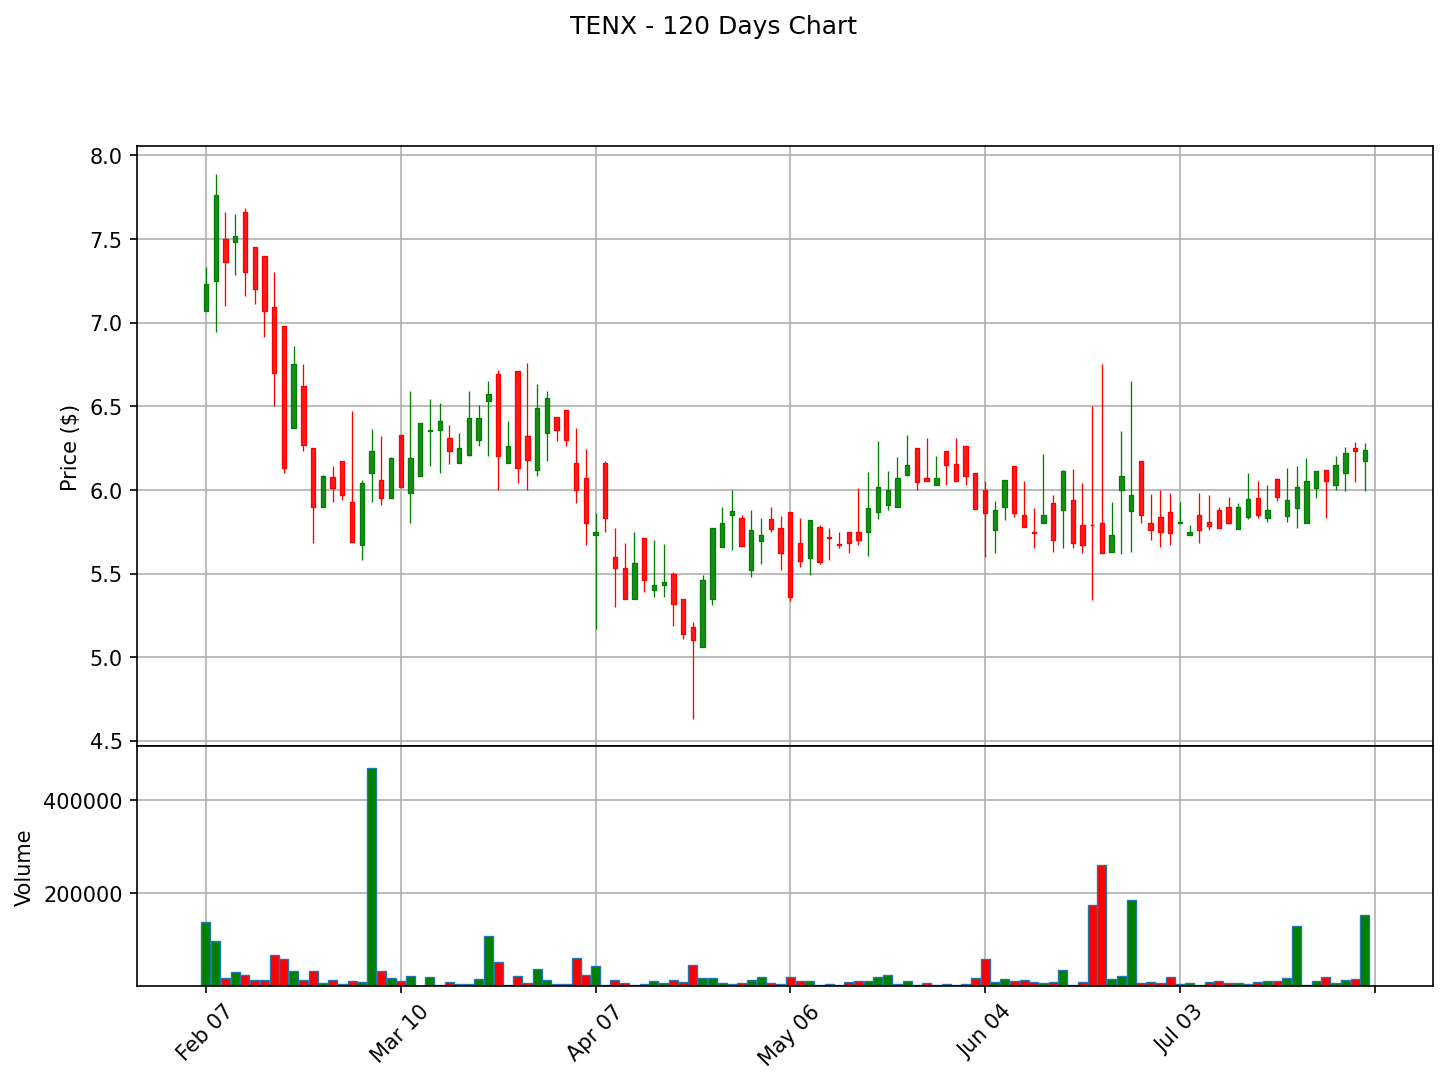 TENX - 120 Days Chart
8.0
7.5
7.0
6.5
6.0
5.5
5.0
4.5
Price ($)
400000
200000
Volume
Feb 07
Mar 10
Apr 07
May 06
Jun 04
Jul 03